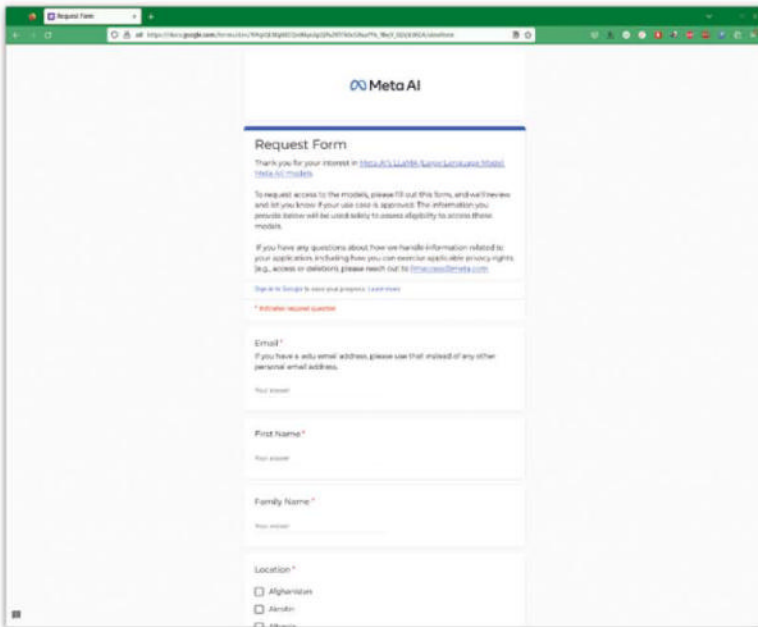 Request Form
Meta AI
Request Form
Thank you for your interest in Meta AI's LLaMA (Large Language Model
Meta AI) models.
To request access to the models, please fill out this form, and we'll review
and let you know if your use case is approved. The information you
provide below will be used solely to assess eligibility to access these
models.
If you have any questions about how we handle information related to
your application, including how you can exercise applicable privacy rights
(e.g., access or deletion), please reach out to
Sign in to Google to save your progress. Learn more
* Indicates required question
Email *
If you have a .edu email address, please use that instead of any other
personal email address.
Your answer
First Name *
Your answer
Family Name *
Your answer
Location *
Afghanistan